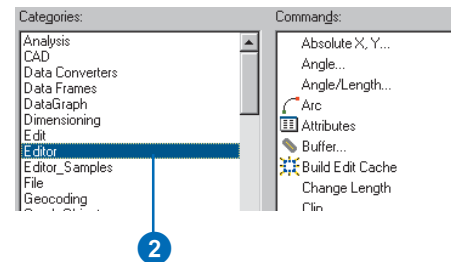 Categories:
Analysis
CAD
Data Converters
Data Frames
DataGraph
Dimensioning
Edit
Editor
Editor_Samples
File
Geocoding
Commands:
Absolute X, Y...
Angle...
Angle/Length...
Arc
Attributes
Buffer...
Build Edit Cache
Change Length
Clip
2